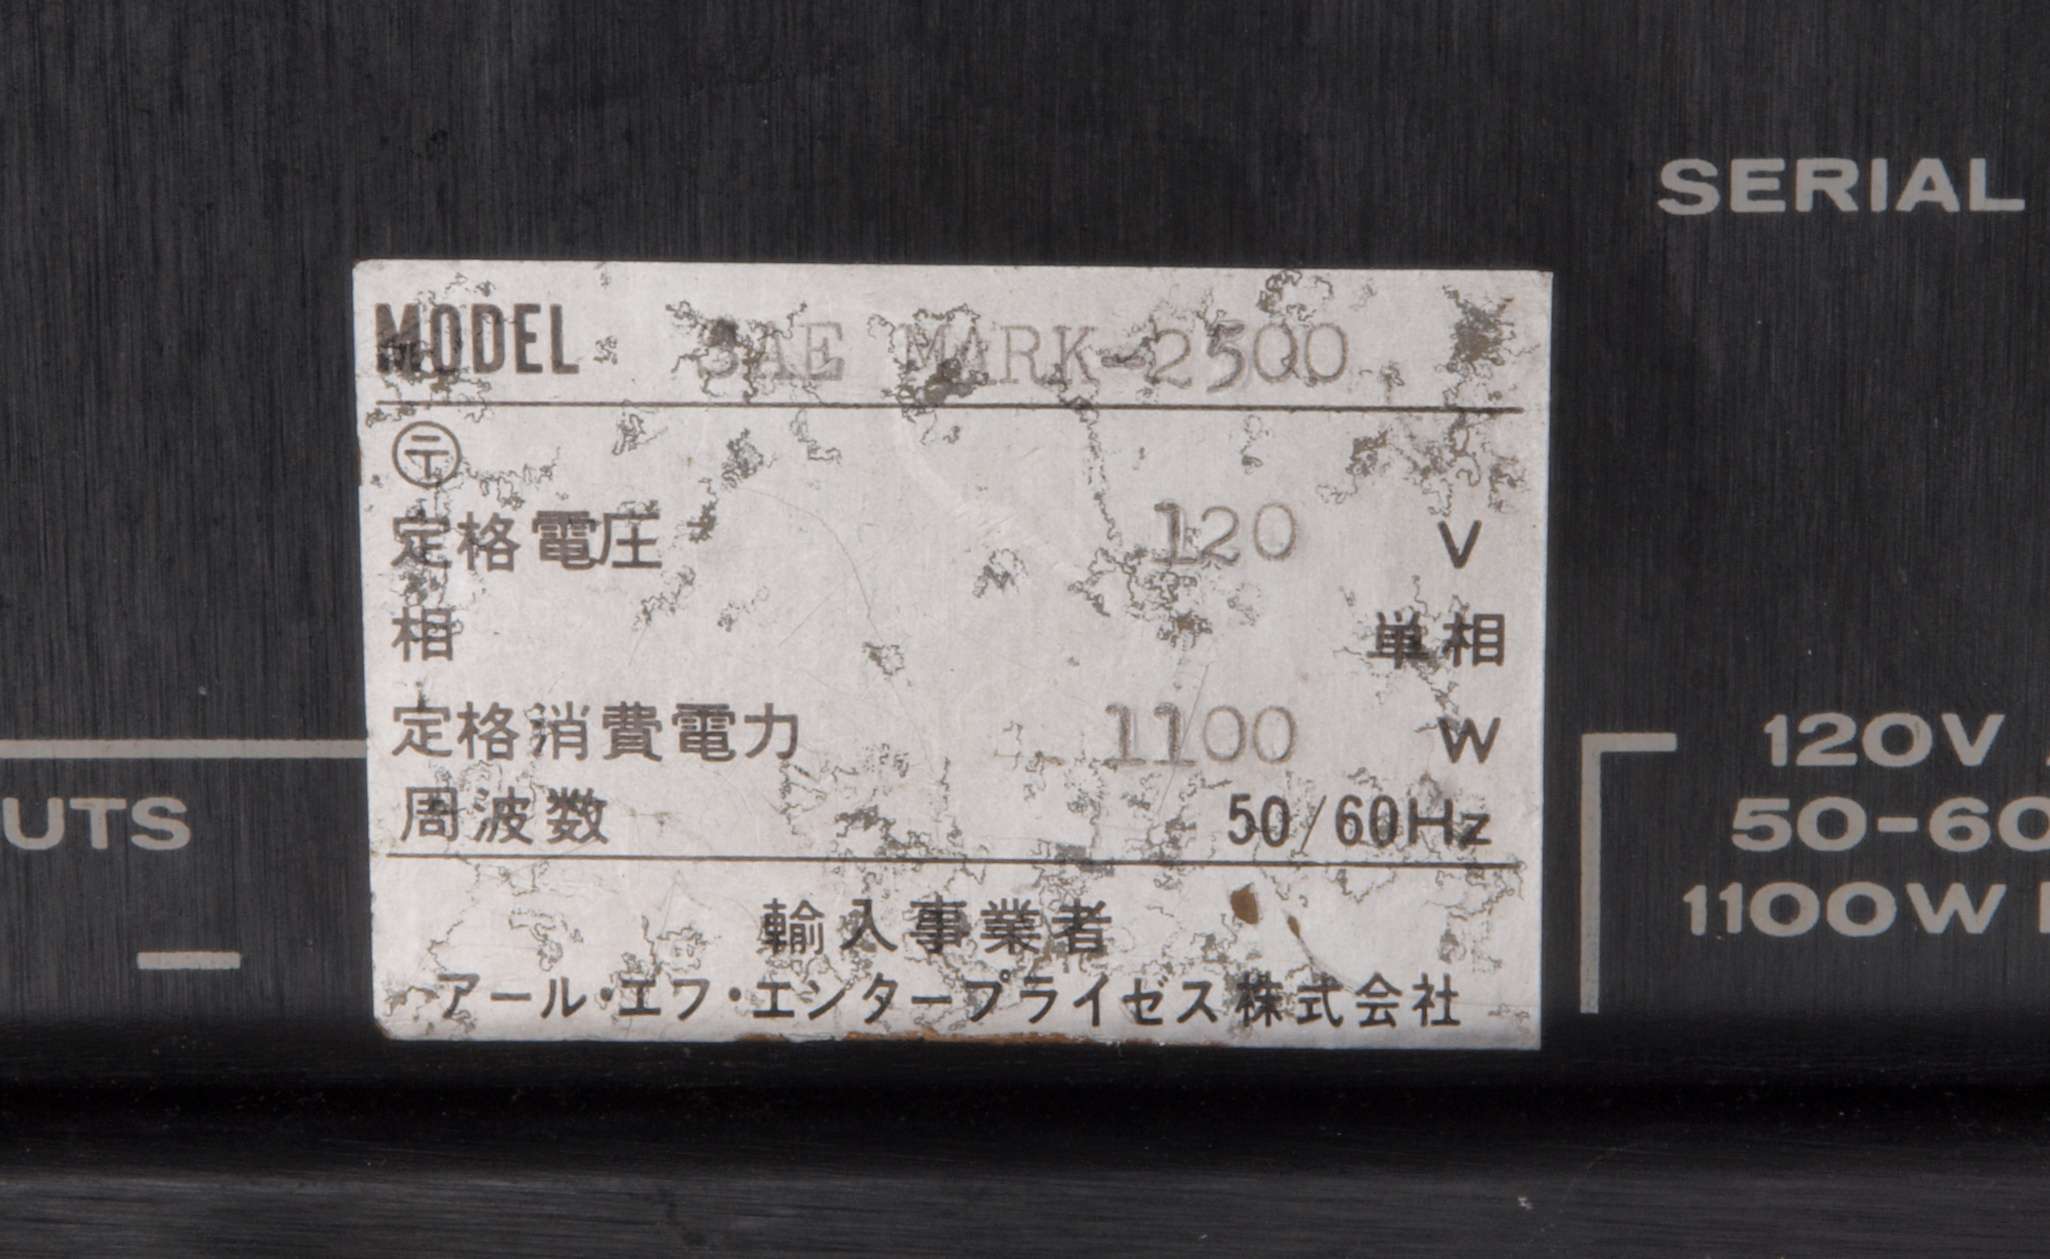 SERIAL
MODEL SAE MARK-2500
〒
定格電圧 120 V
相 単相
定格消費電力 1100 W
周波数 50/60Hz
輸入事業者
アール・エフ・エンタープライゼス株式会社
UTS
120V
50-60
1100W